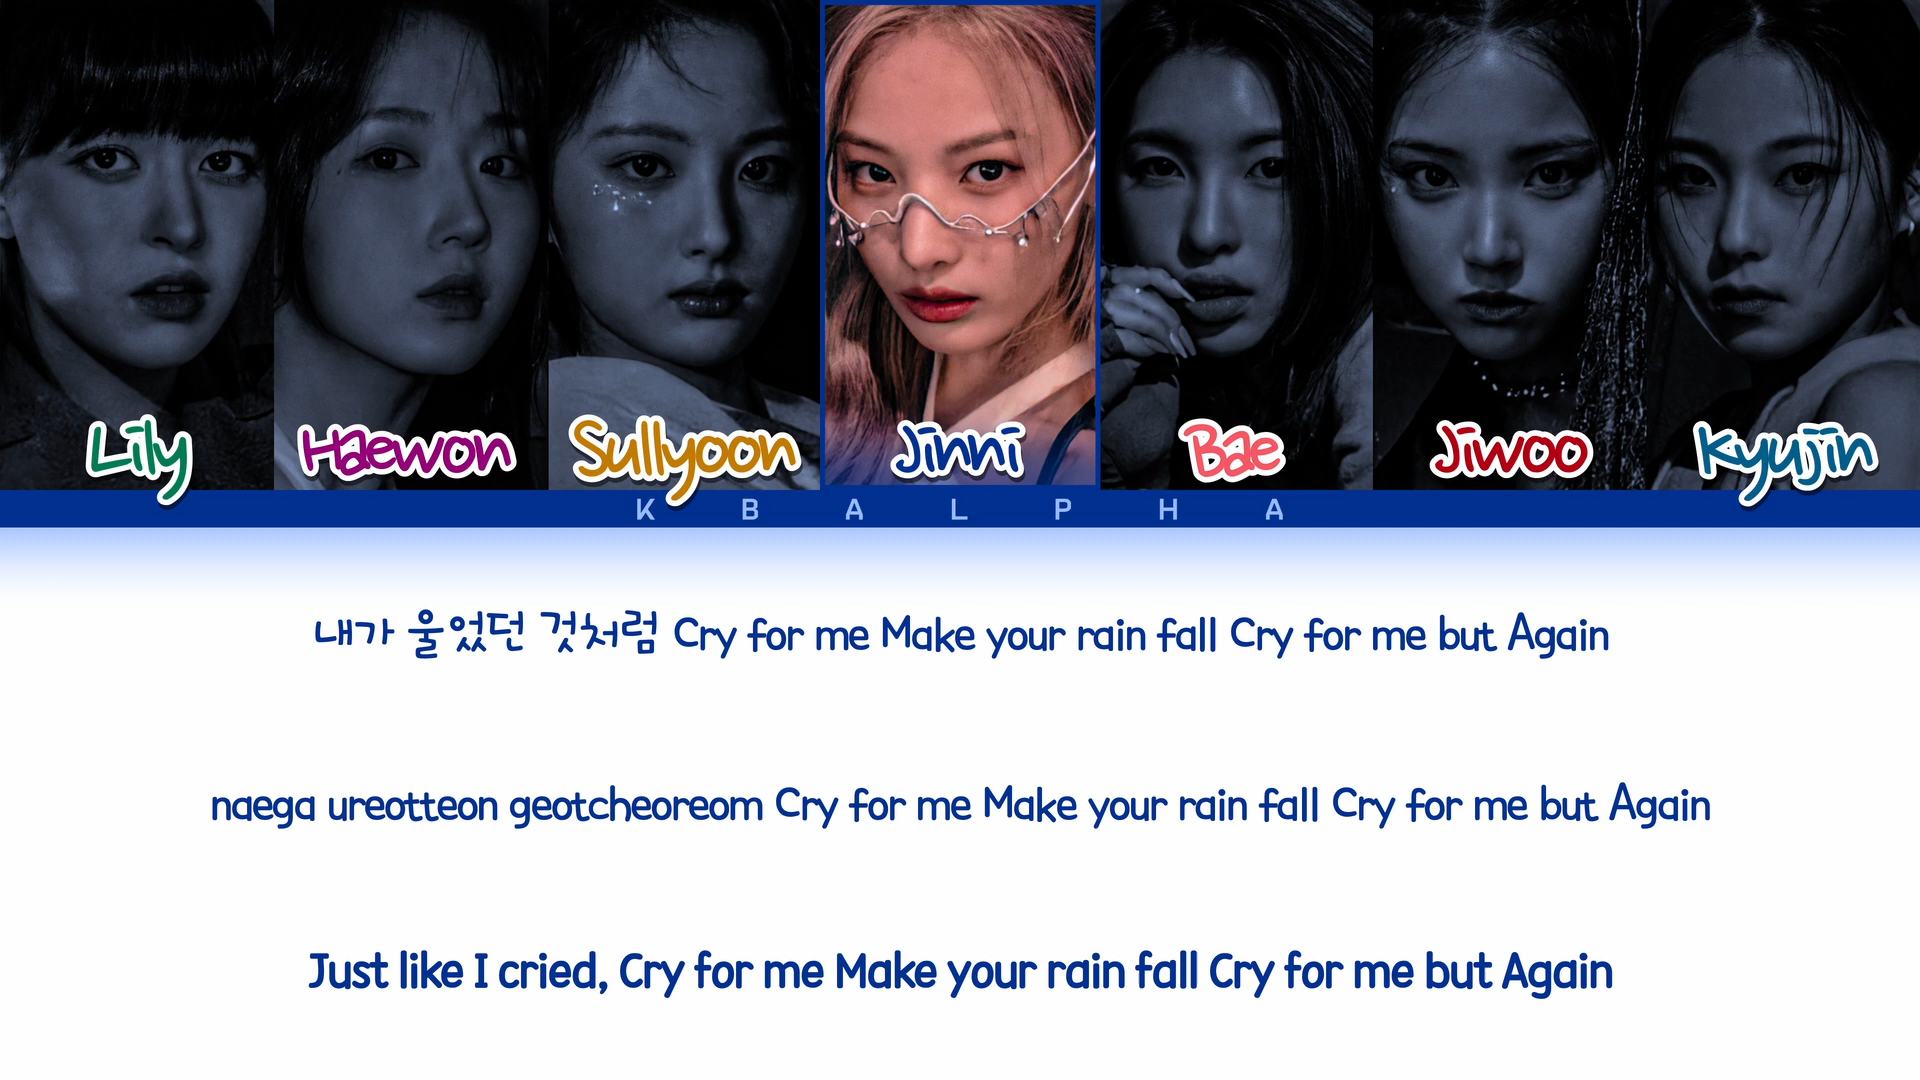 Lily Haewon Sullyoon Jinni Bae Jiwoo Kyujin
K B A L P H A
내가 울었던 것처럼 Cry for me Make your rain fall Cry for me but Again
naega ureotteon geotcheoreom Cry for me Make your rain fall Cry for me but Again
Just like I cried, Cry for me Make your rain fall Cry for me but Again